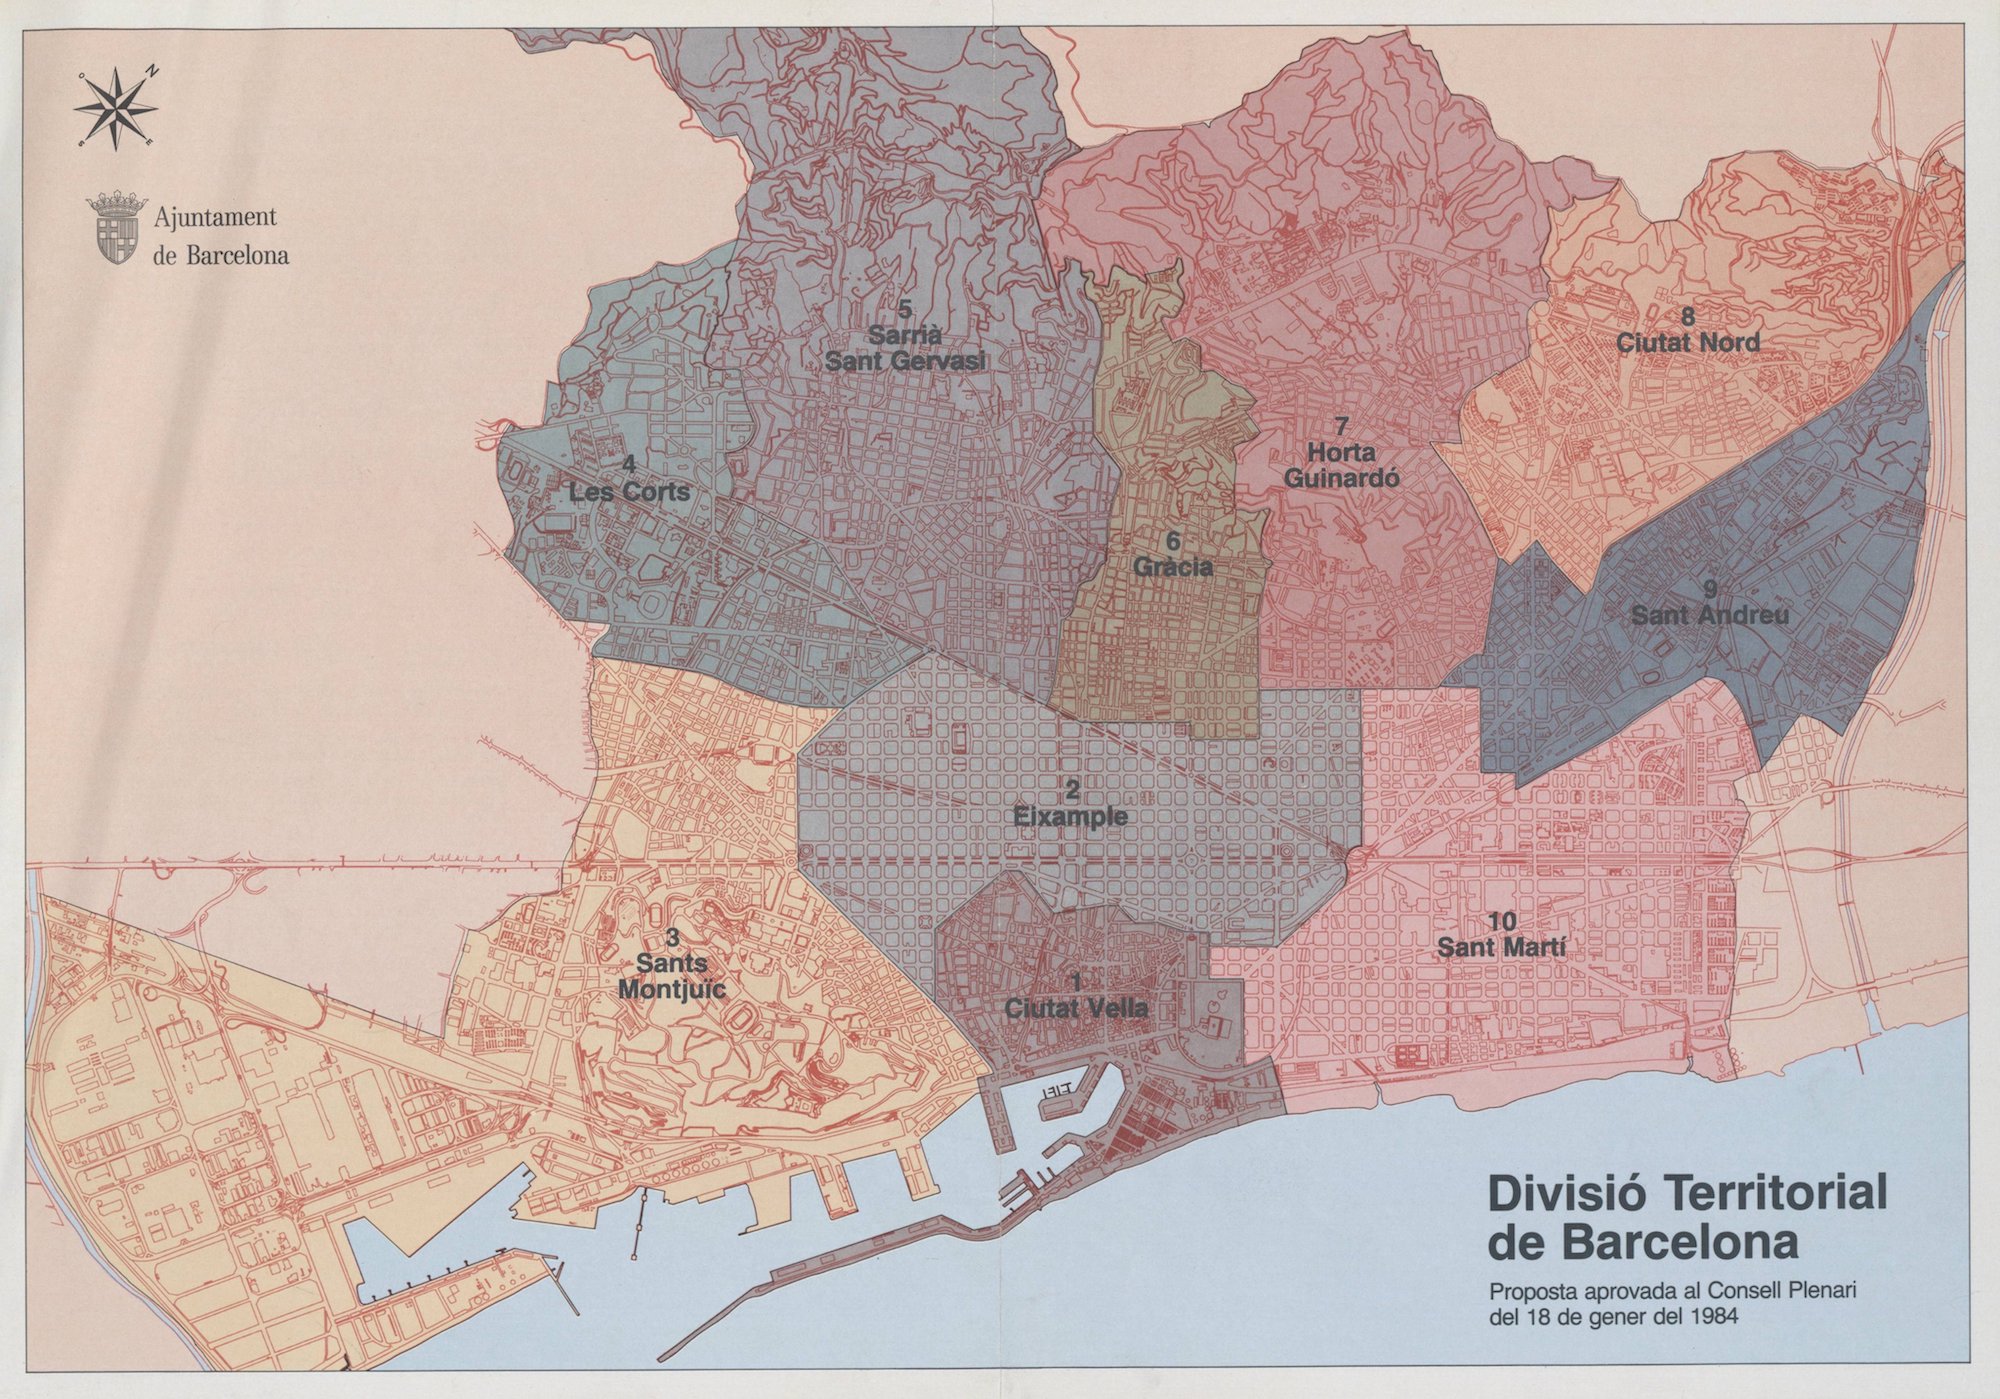 N
O
S
E
Ajuntament
de Barcelona
5
Sarrià
Sant Gervasi
8
Ciutat Nord
4
Les Corts
7
Horta
Guinardó
6
Gràcia
9
Sant Andreu
2
Eixample
3
Sants
Montjuïc
10
Sant Martí
1
Ciutat Vella
Divisió Territorial
de Barcelona
Proposta aprovada al Consell Plenari
del 18 de gener del 1984